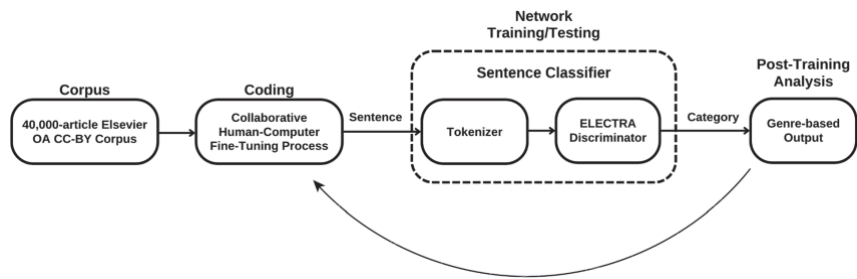 Network
Training/Testing
Corpus
Coding
Sentence Classifier
Post-Training
Analysis
40,000-article Elsevier
OA CC-BY Corpus
Collaborative
Human-Computer
Fine-Tuning Process
Sentence
Tokenizer
ELECTRA
Discriminator
Category
Genre-based
Output